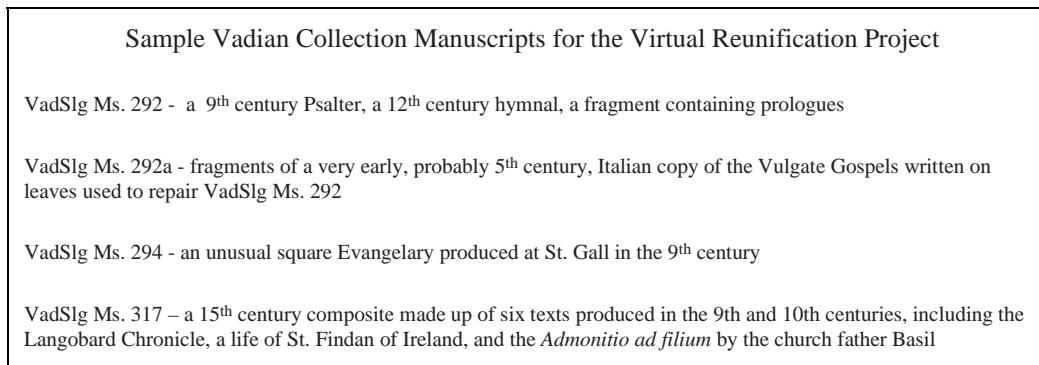 Sample Vadian Collection Manuscripts for the Virtual Reunification Project
VadSlg Ms. 292 - a 9th century Psalter, a 12th century hymnal, a fragment containing prologues
VadSlg Ms. 292a - fragments of a very early, probably 5th century, Italian copy of the Vulgate Gospels written on
leaves used to repair VadSlg Ms. 292
VadSlg Ms. 294 - an unusual square Evangelary produced at St. Gall in the 9th century
VadSlg Ms. 317 – a 15th century composite made up of six texts produced in the 9th and 10th centuries, including the
Langobard Chronicle, a life of St. Findan of Ireland, and the Admonitio ad filium by the church father Basil